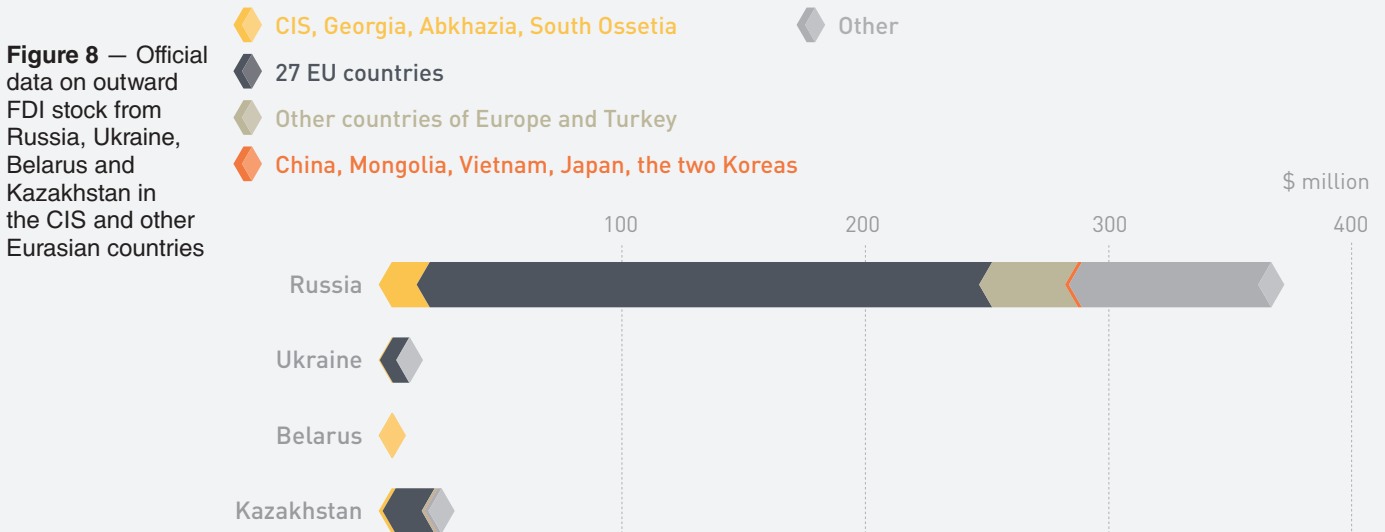 Figure 8 — Official
data on outward
FDI stock from
Russia, Ukraine,
Belarus and
Kazakhstan in
the CIS and other
Eurasian countries
CIS, Georgia, Abkhazia, South Ossetia
Other
27 EU countries
Other countries of Europe and Turkey
China, Mongolia, Vietnam, Japan, the two Koreas
$ million
100 200 300 400
Russia
Ukraine
Belarus
Kazakhstan